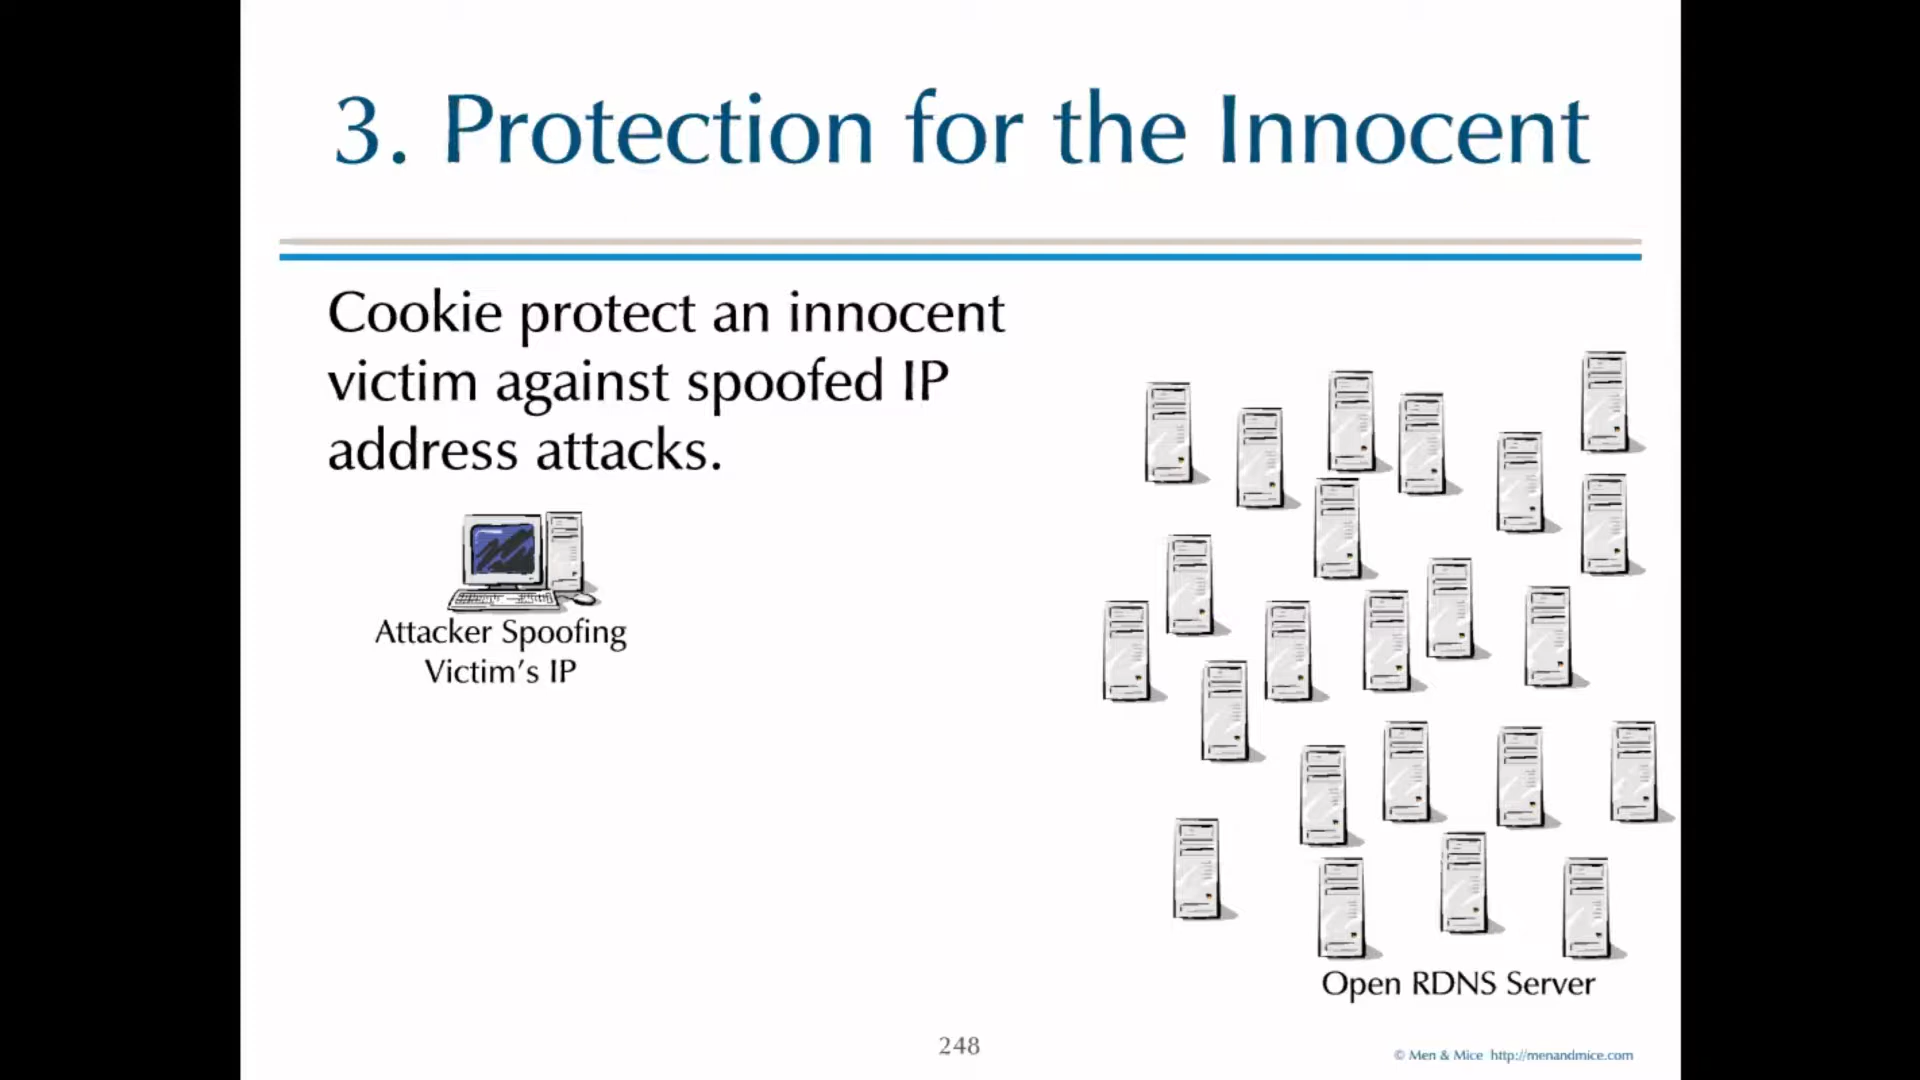 3. Protection for the Innocent
Cookie protect an innocent
victim against spoofed IP
address attacks.
Attacker Spoofing
Victim's IP
Open RDNS Server
248
© Men & Mice http://menandmice.com